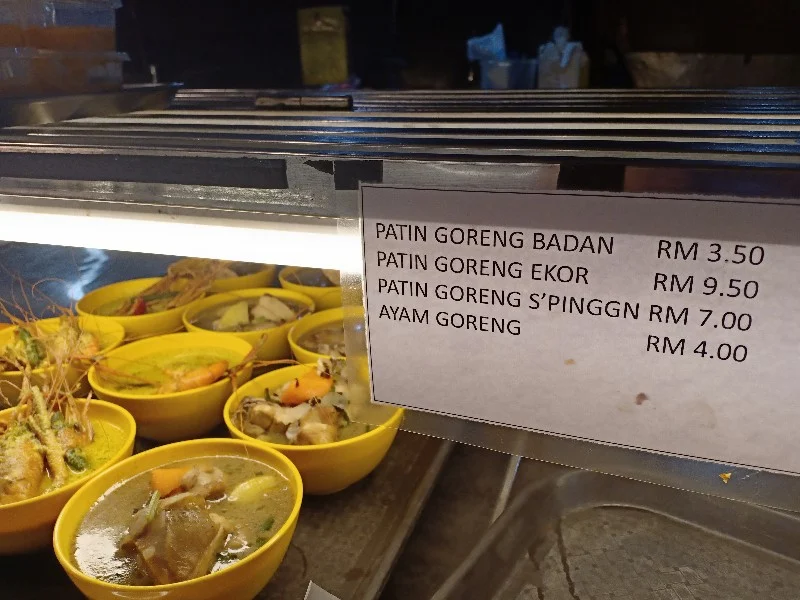 PATIN GORENG BADAN RM 3.50
PATIN GORENG EKOR RM 9.50
PATIN GORENG S'PINGGN RM 7.00
AYAM GORENG RM 4.00